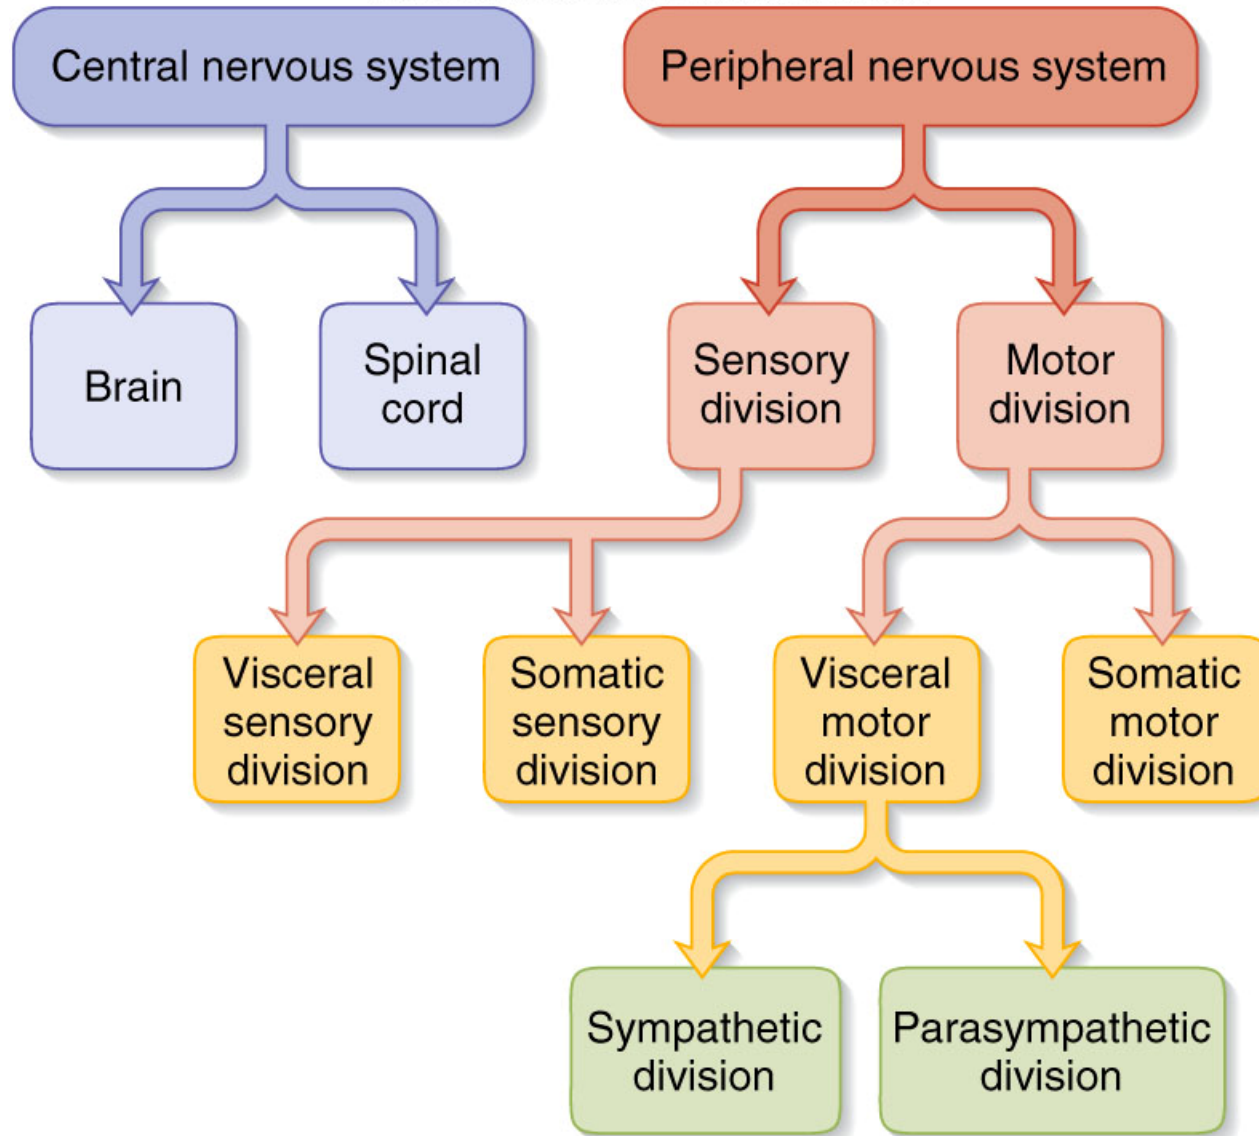 Central nervous system
Peripheral nervous system
Brain
Spinal
cord
Sensory
division
Motor
division
Visceral
sensory
division
Somatic
sensory
division
Visceral
motor
division
Somatic
motor
division
Sympathetic
division
Parasympathetic
division